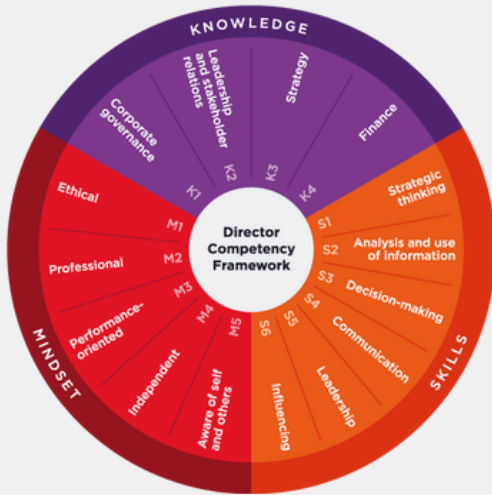 KNOWLEDGE
Corporate
governance
K1
Leadership
and stakeholder
relations
K2
Strategy
K3
Finance
K4
SKILLS
Strategic
thinking
S1
Analysis and use
of information
S2
Decision-making
S3
Communication
S4
Leadership
S5
Influencing
S6
MINDSET
Ethical
M1
Professional
M2
Performance-
oriented
M3
Independent
M4
Aware of self
and others
M5
Director
Competency
Framework